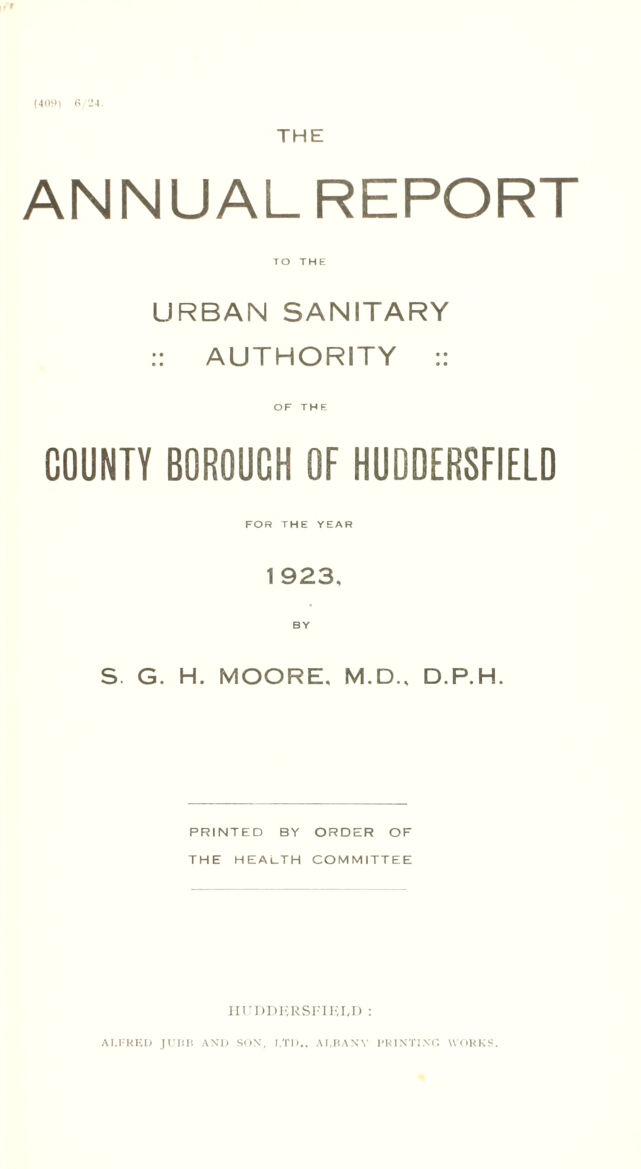 (409) 6/24.
THE
ANNUAL REPORT
TO THE
URBAN SANITARY
:: AUTHORITY ::
OF THE
COUNTY BOROUGH OF HUDDERSFIELD
FOR THE YEAR
1923,
BY
S. G. H. MOORE, M.D., D.P.H.
PRINTED BY ORDER OF
THE HEALTH COMMITTEE
HUDDERSFIELD :
ALFRED JUBB AND SON, LTD., ALBANY PRINTING WORKS.